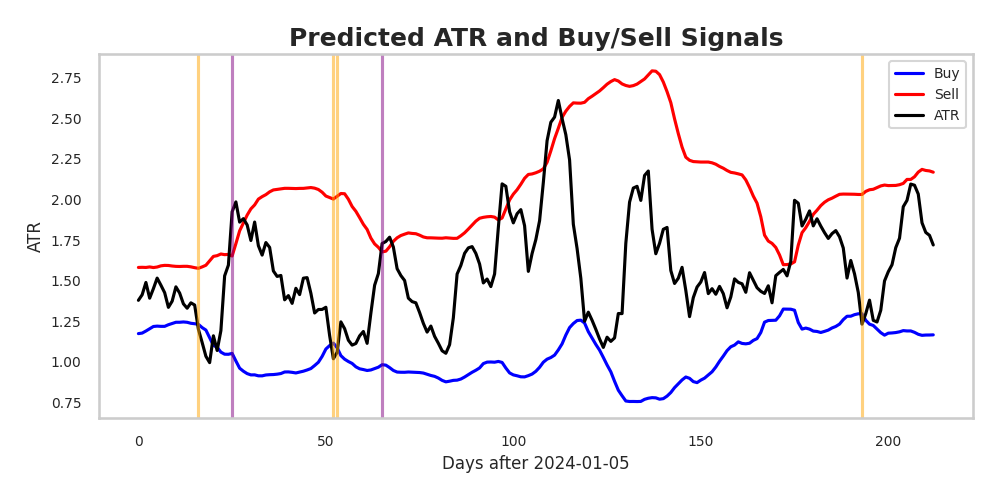 Predicted ATR and Buy/Sell Signals
2.75
2.50
2.25
2.00
1.75
1.50
1.25
1.00
0.75
ATR
Buy
Sell
ATR
0 50 100 150 200
Days after 2024-01-05